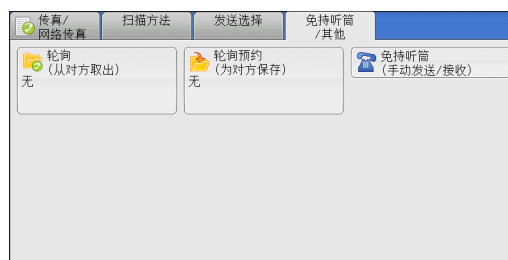 传真/
网络传真
扫描方法
发送选择
免持听筒
/其他
轮询
(从对方取出)
无
轮询预约
(为对方保存)
无
免持听筒
(手动发送/接收)